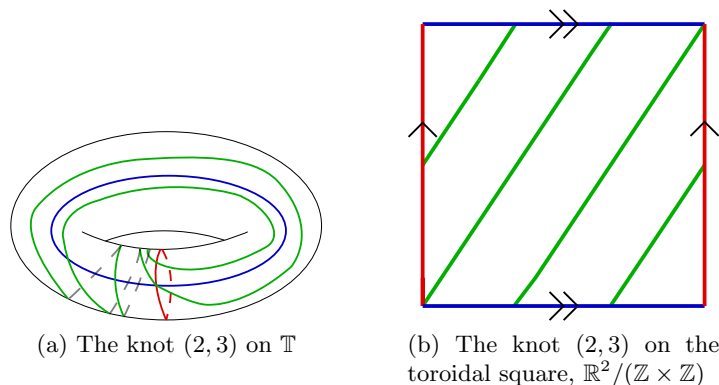 (a) The knot (2, 3) on 𝕋
(b) The knot (2, 3) on the
toroidal square, ℝ²/(ℤ × ℤ)